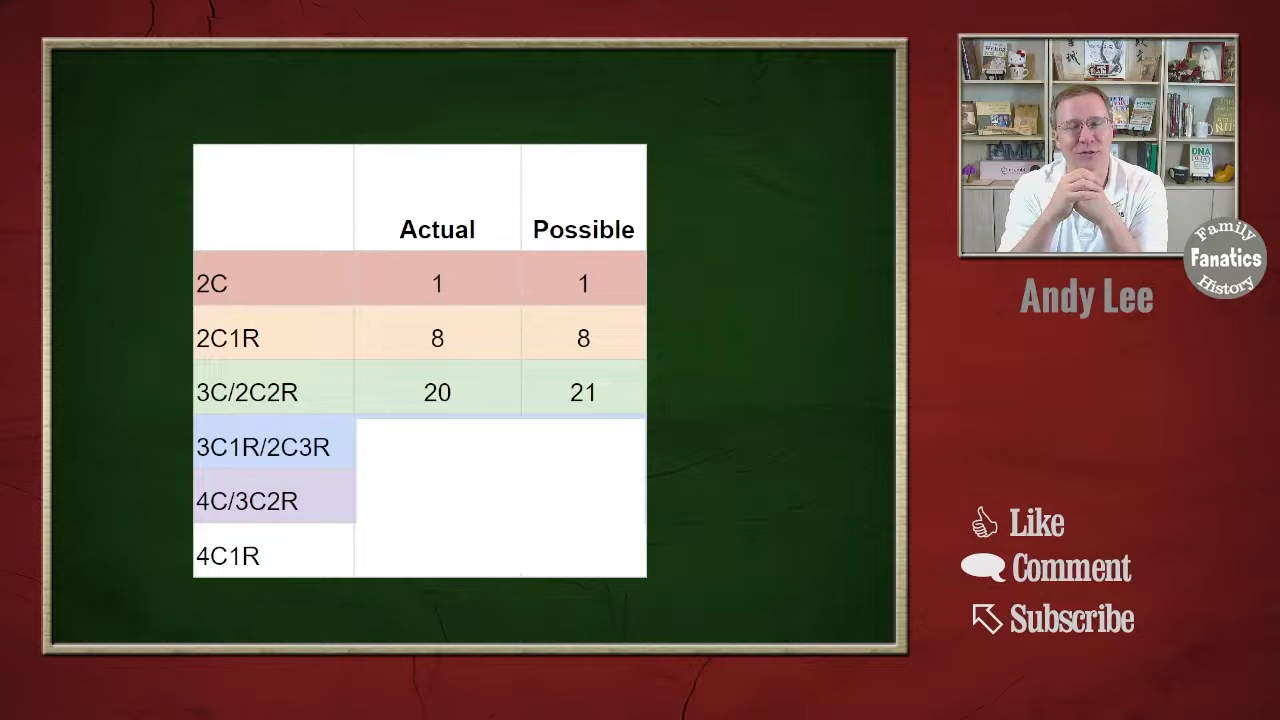 Actual Possible
2C 1 1
2C1R 8 8
3C/2C2R 20 21
3C1R/2C3R
4C/3C2R
4C1R
DNA
Family
Fanatics
History
Andy Lee
Like
Comment
Subscribe